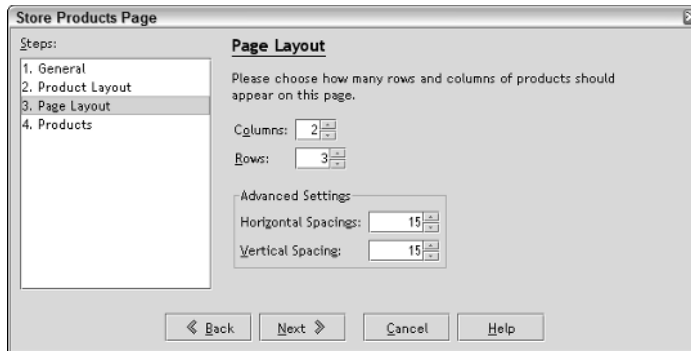 Store Products Page
Steps:
1. General
2. Product Layout
3. Page Layout
4. Products
Page Layout
Please choose how many rows and columns of products should
appear on this page.
Columns: 2
Rows: 3
Advanced Settings
Horizontal Spacings: 15
Vertical Spacing: 15
Back Next Cancel Help